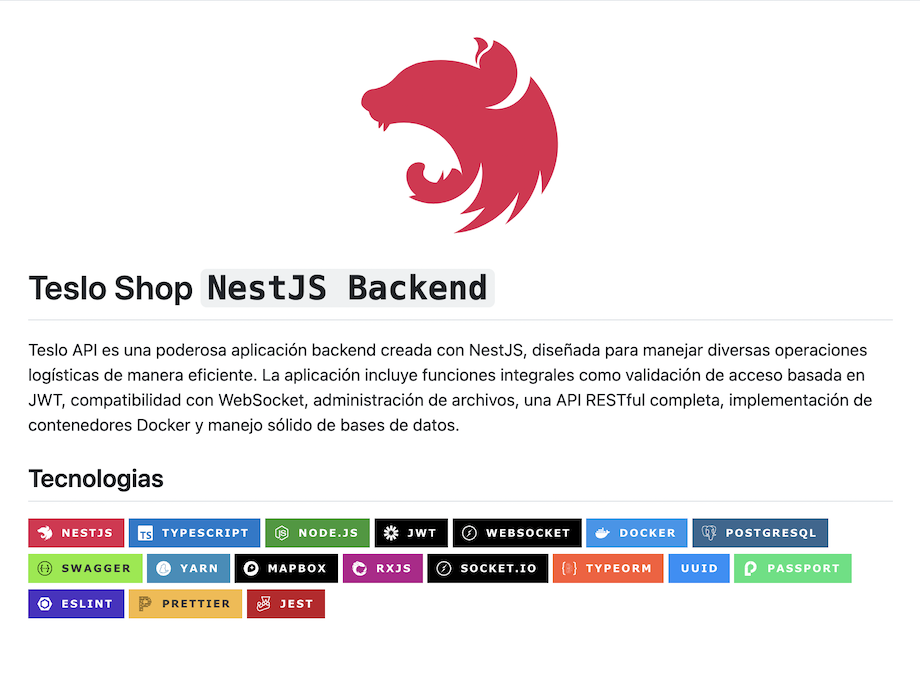 Teslo Shop NestJS Backend
Teslo API es una poderosa aplicación backend creada con NestJS, diseñada para manejar diversas operaciones
logísticas de manera eficiente. La aplicación incluye funciones integrales como validación de acceso basada en
JWT, compatibilidad con WebSocket, administración de archivos, una API RESTful completa, implementación de
contenedores Docker y manejo sólido de bases de datos.
Tecnologias
NESTJS TS TYPESCRIPT NODE.JS JWT WEBSOCKET DOCKER POSTGRESQL
SWAGGER YARN MAPBOX RXJS SOCKET.IO TYPEORM UUID PASSPORT
ESLINT PRETTIER JEST